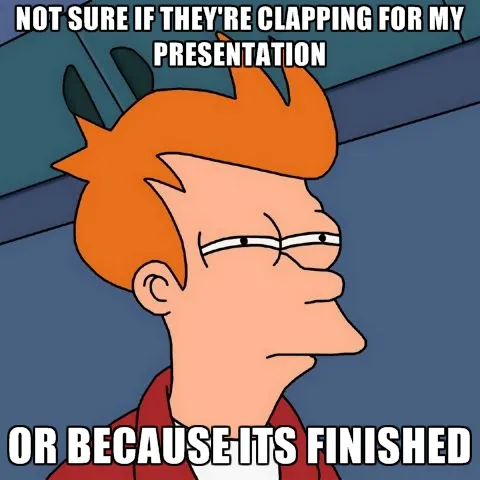 NOT SURE IF THEY'RE CLAPPING FOR MY
PRESENTATION
OR BECAUSE ITS FINISHED